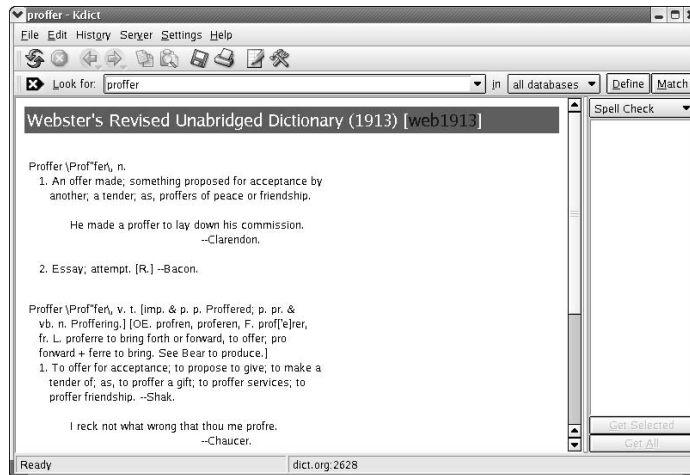 proffer - Kdict
File Edit History Server Settings Help
Look for: proffer in all databases Define Match
Webster's Revised Unabridged Dictionary (1913) [web1913]
Spell Check
Proffer \Prof"fer\, n.
1. An offer made; something proposed for acceptance by
another; a tender; as, proffers of peace or friendship.
He made a proffer to lay down his commission.
--Clarendon.
2. Essay; attempt. [R.] --Bacon.
Proffer \Prof"fer\, v. t. [imp. & p. p. Proffered; p. pr. &
vb. n. Proffering.] [OE. profren, proferen, F. prof['e]rer,
fr. L. proferre to bring forth or forward, to offer; pro
forward + ferre to bring. See Bear to produce.]
1. To offer for acceptance; to propose to give; to make a
tender of; as, to proffer a gift; to proffer services; to
proffer friendship. --Shak.
I reck not what wrong that thou me profre.
--Chaucer.
Get Selected
Get All
Ready dict.org:2628